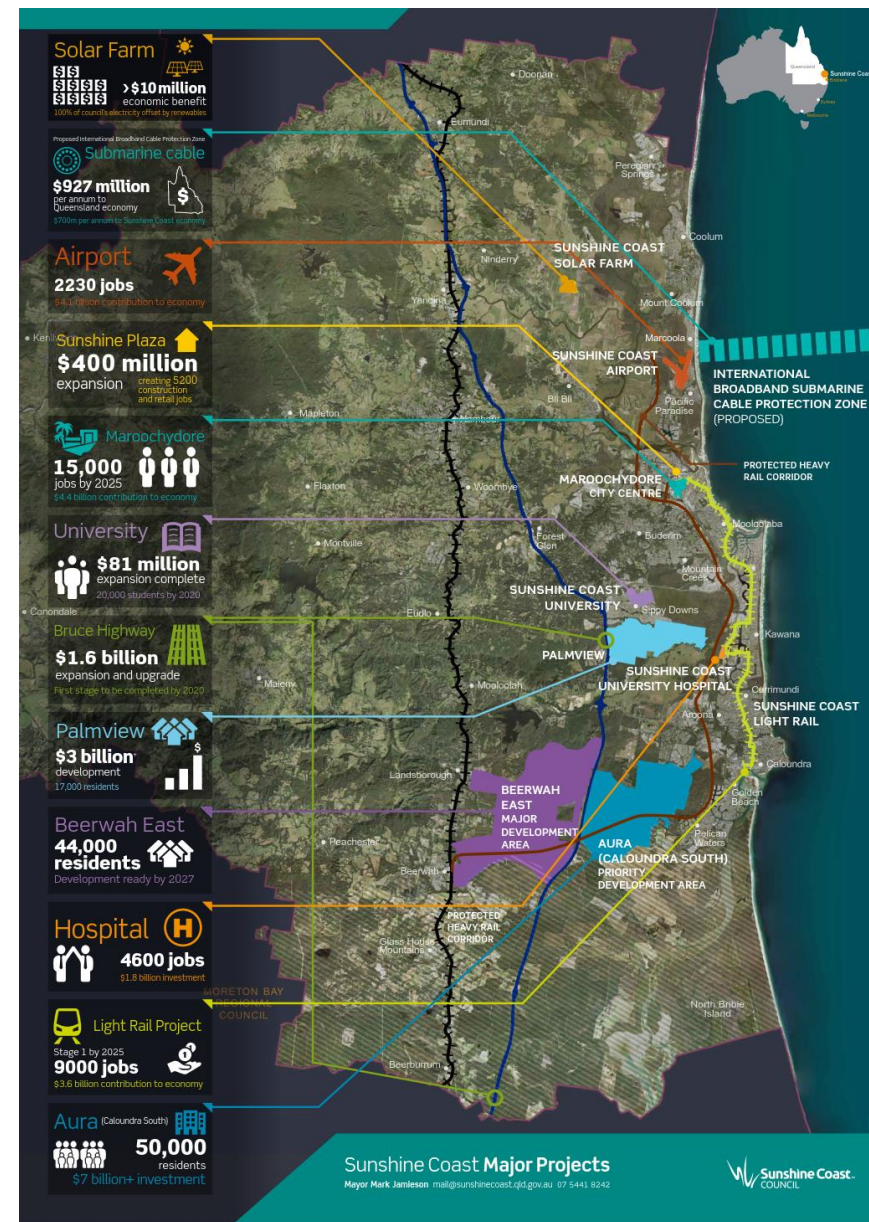 Solar Farm
>$10 million
economic benefit
100% of council's electricity offset by renewables
Proposed International Broadband Cable Protection Zone
Submarine cable
$927 million
per annum to
Queensland economy
$
$700m per annum to Sunshine Coast economy
Airport
2230 jobs
$4.1 billion contribution to economy
Sunshine Plaza
$400 million
expansion
creating 5200
construction
and retail jobs
Maroochydore
15,000
jobs by 2025
$4.4 billion contribution to economy
University
$81 million
expansion complete
20,000 students by 2020
Bruce Highway
$1.6 billion
expansion and upgrade
First stage to be completed by 2020
Palmview
$3 billion
development
17,000 residents
$
Beerwah East
44,000
residents
Development ready by 2027
Hospital
H
4600 jobs
$1.8 billion investment
Light Rail Project
Stage 1 by 2025
9000 jobs
$3.6 billion contribution to economy
Aura (Caloundra South)
50,000
residents
$7 billion+ investment
Queensland
Sunshine Coast
Brisbane
Sydney
Melbourne
Doonan
Eumundi
Peregian
Springs
Coolum
Ninderry
SUNSHINE COAST
SOLAR FARM
Yandina
Mount Coolum
Marcoola
SUNSHINE COAST
AIRPORT
INTERNATIONAL
BROADBAND SUBMARINE
CABLE PROTECTION ZONE
(PROPOSED)
Bli Bli
Pacific
Paradise
Mapleton
Nambour
PROTECTED HEAVY
RAIL CORRIDOR
MAROOCHYDORE
CITY CENTRE
Flaxton
Woombye
Mooloolaba
Forest
Glen
Buderim
Montville
Mountain
Creek
SUNSHINE COAST
UNIVERSITY
Sippy Downs
Conondale
Eudlo
Kawana
PALMVIEW
SUNSHINE COAST
UNIVERSITY HOSPITAL
Maleny
Mooloolah
Currimundi
SUNSHINE COAST
LIGHT RAIL
Aroona
Landsborough
Caloundra
Golden
Beach
BEERWAH
EAST
MAJOR
DEVELOPMENT
AREA
Peachester
Pelican
Waters
AURA
(CALOUNDRA SOUTH)
PRIORITY
DEVELOPMENT AREA
Beerwah
PROTECTED
HEAVY RAIL
CORRIDOR
Glass House
Mountains
MORETON BAY
REGIONAL
COUNCIL
North Bribie
Island
Beerburrum
Sunshine Coast Major Projects
Mayor Mark Jamieson mail@sunshinecoast.qld.gov.au 07 5441 8242
Sunshine Coast
COUNCIL